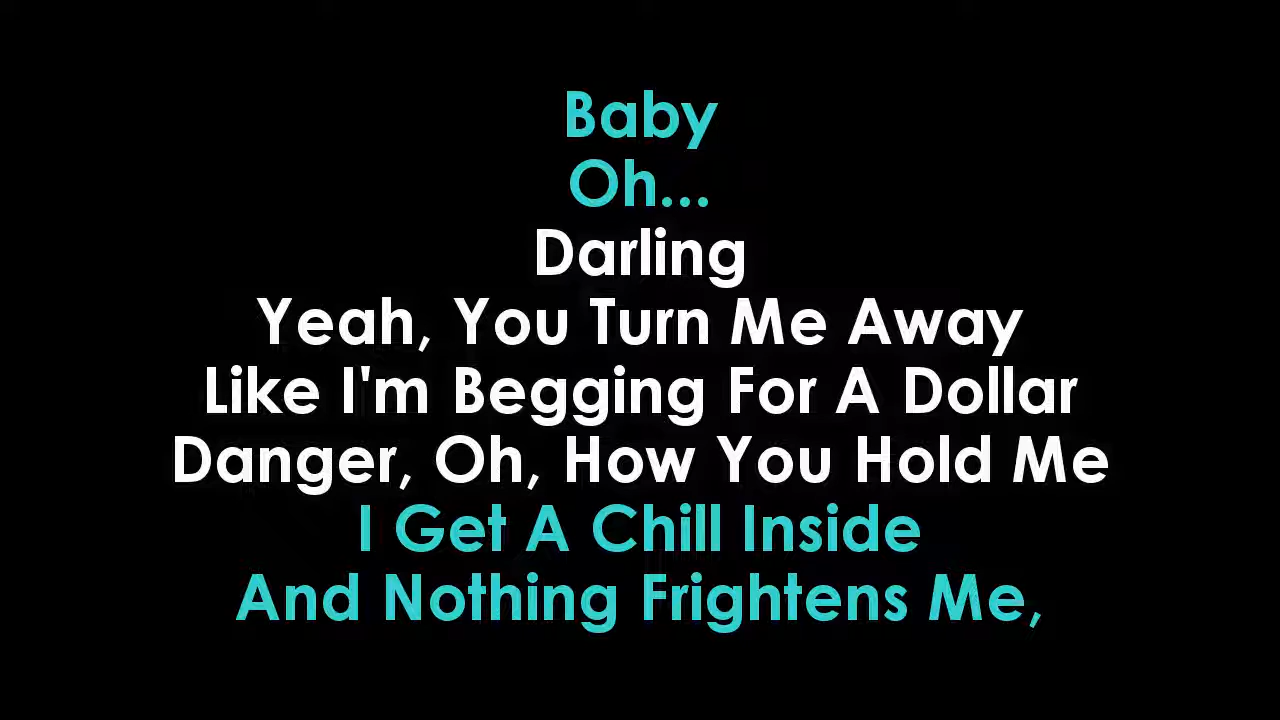 Baby
Oh...
Darling
Yeah, You Turn Me Away
Like I'm Begging For A Dollar
Danger, Oh, How You Hold Me
I Get A Chill Inside
And Nothing Frightens Me,